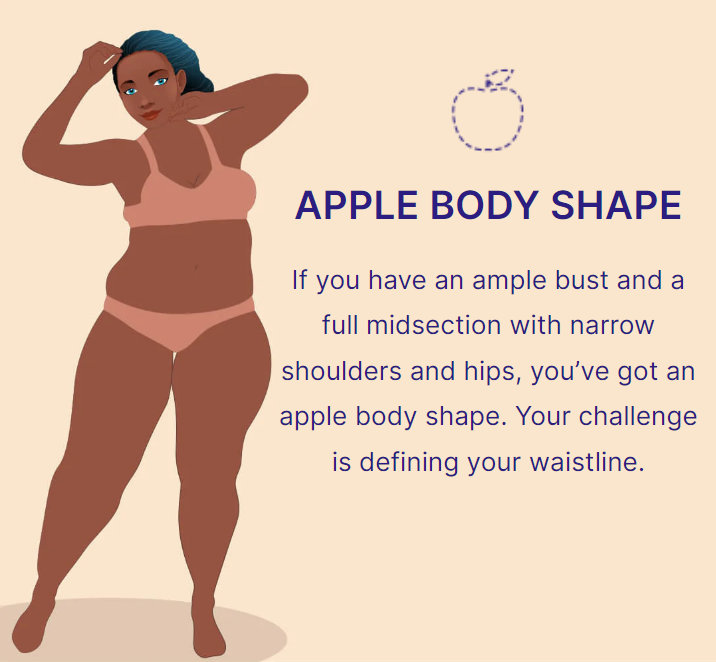 APPLE BODY SHAPE
If you have an ample bust and a
full midsection with narrow
shoulders and hips, you’ve got an
apple body shape. Your challenge
is defining your waistline.